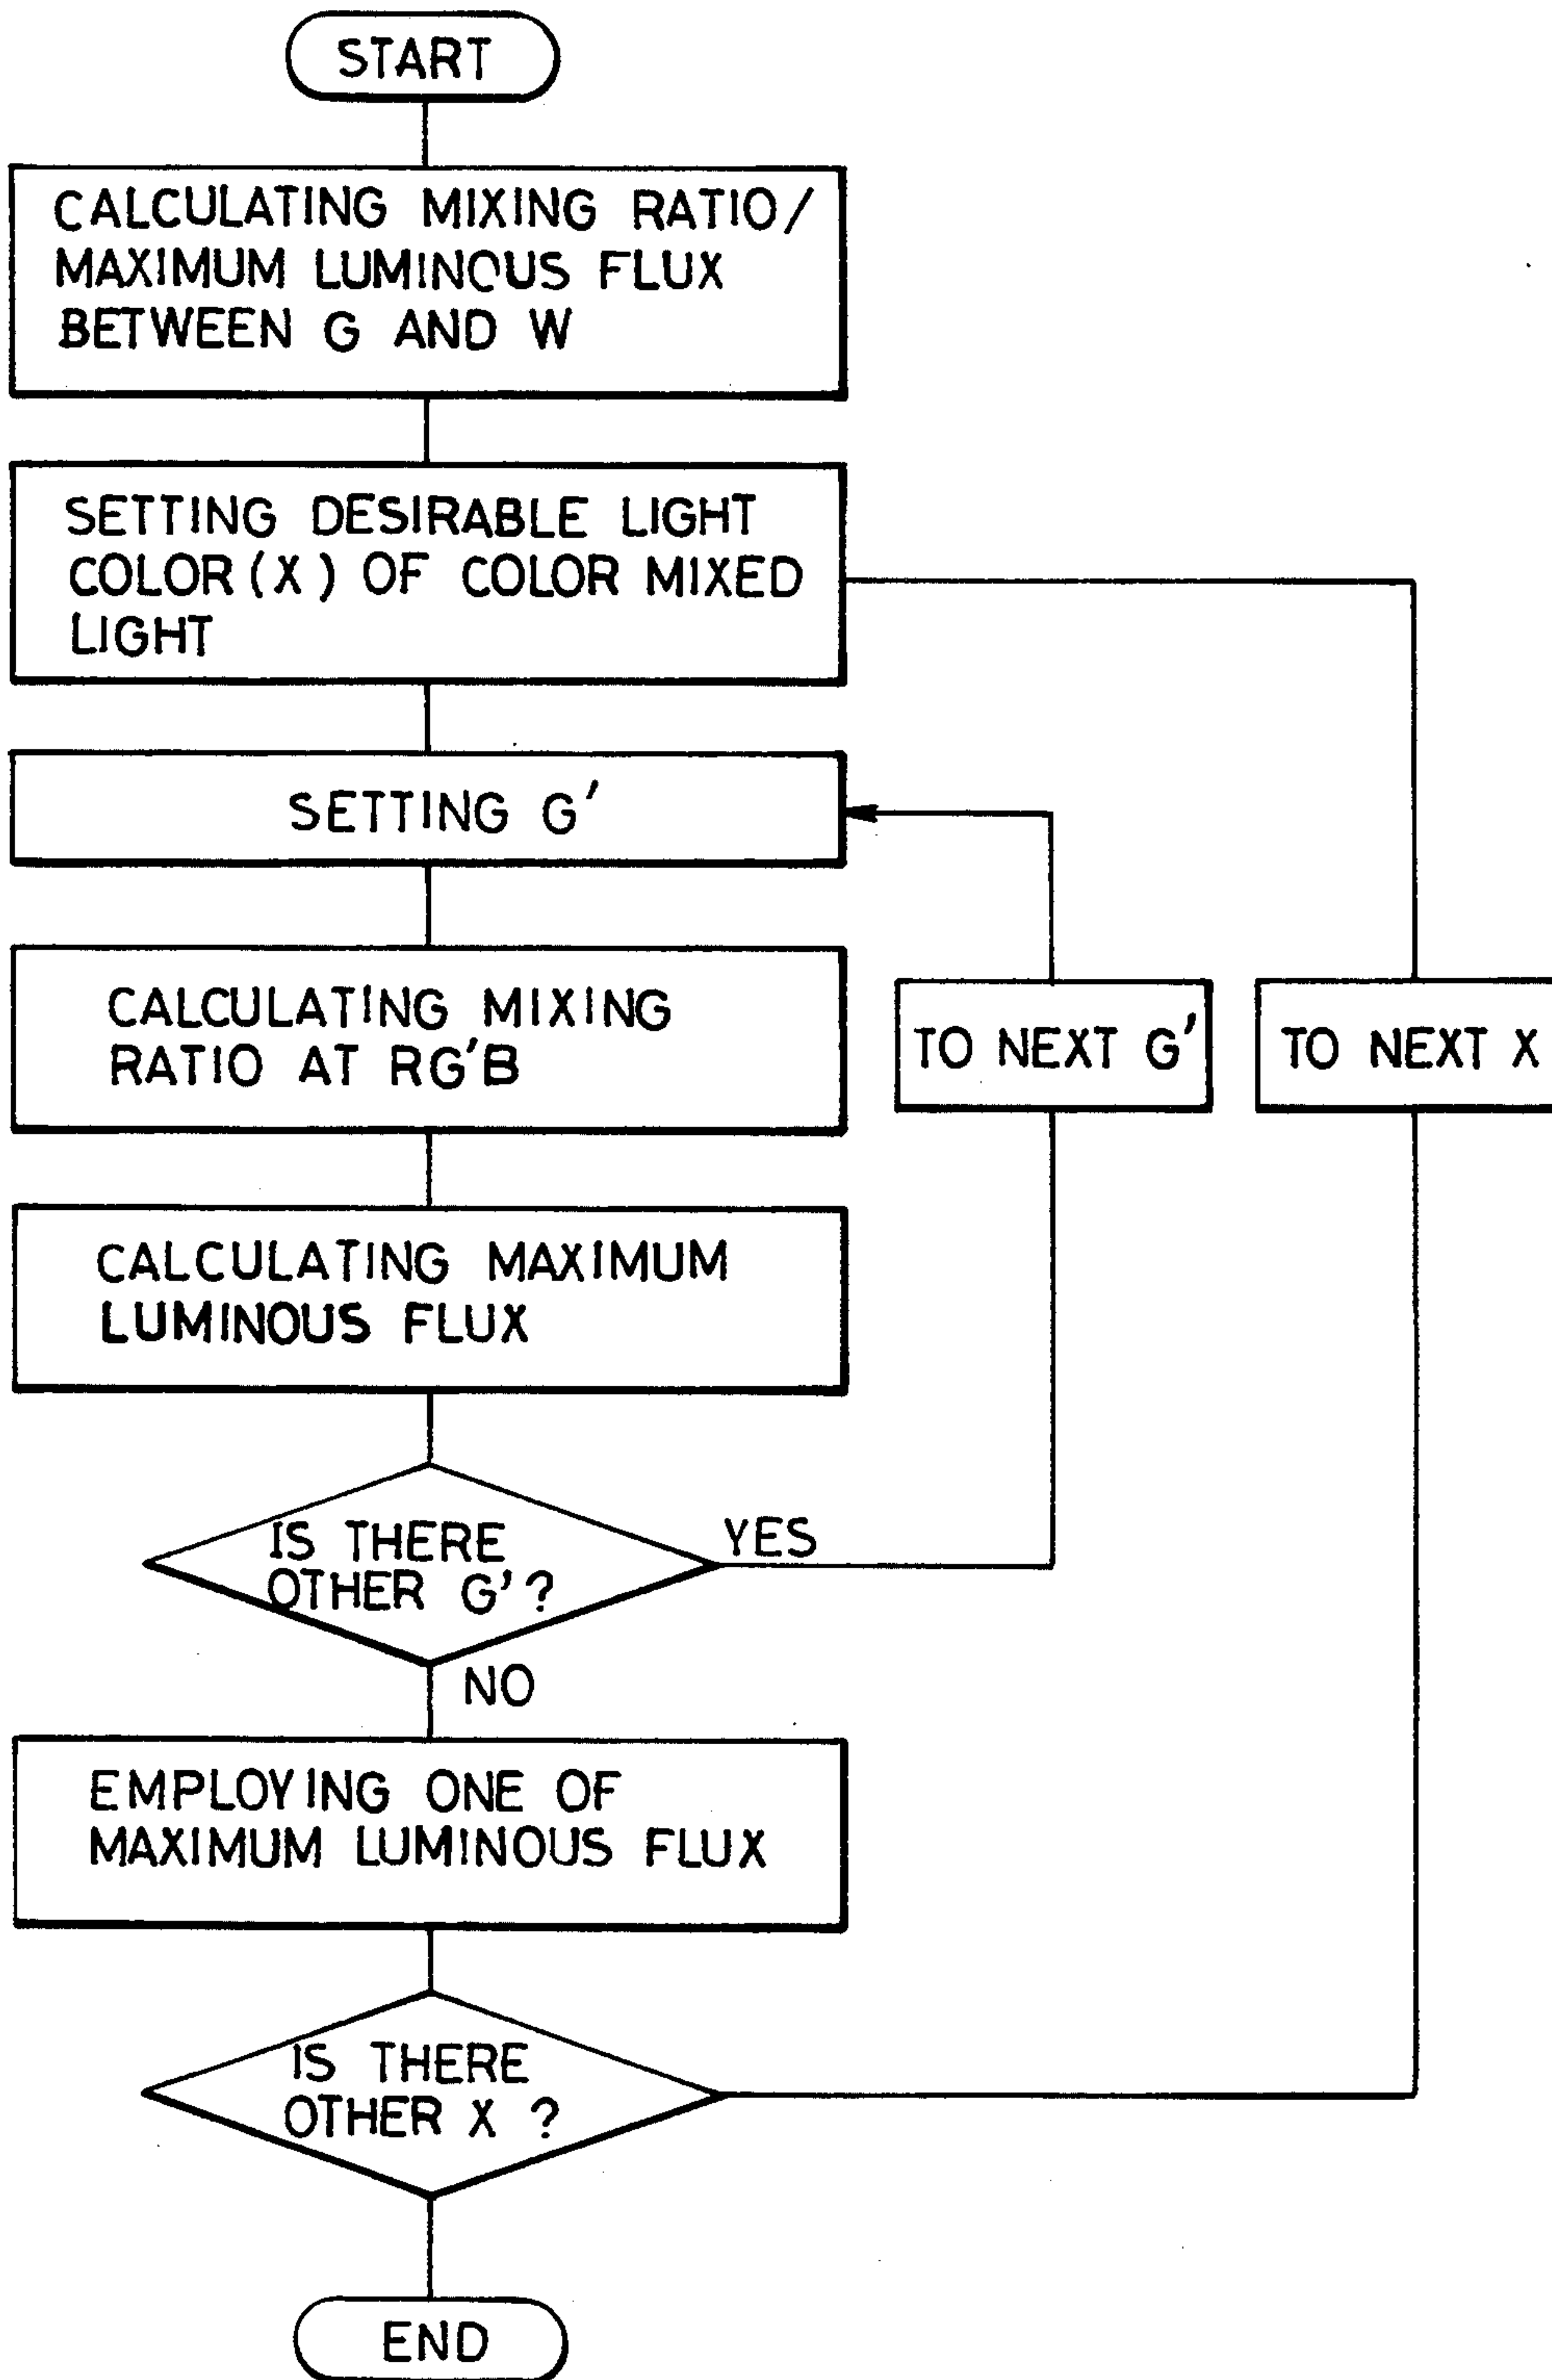 START
CALCULATING MIXING RATIO/
MAXIMUM LUMINOUS FLUX
BETWEEN G AND W
SETTING DESIRABLE LIGHT
COLOR(X) OF COLOR MIXED
LIGHT
SETTING G'
CALCULATING MIXING
RATIO AT RG'B
TO NEXT G'
TO NEXT X
CALCULATING MAXIMUM
LUMINOUS FLUX
IS THERE
OTHER G'?
YES
NO
EMPLOYING ONE OF
MAXIMUM LUMINOUS FLUX
IS THERE
OTHER X ?
END